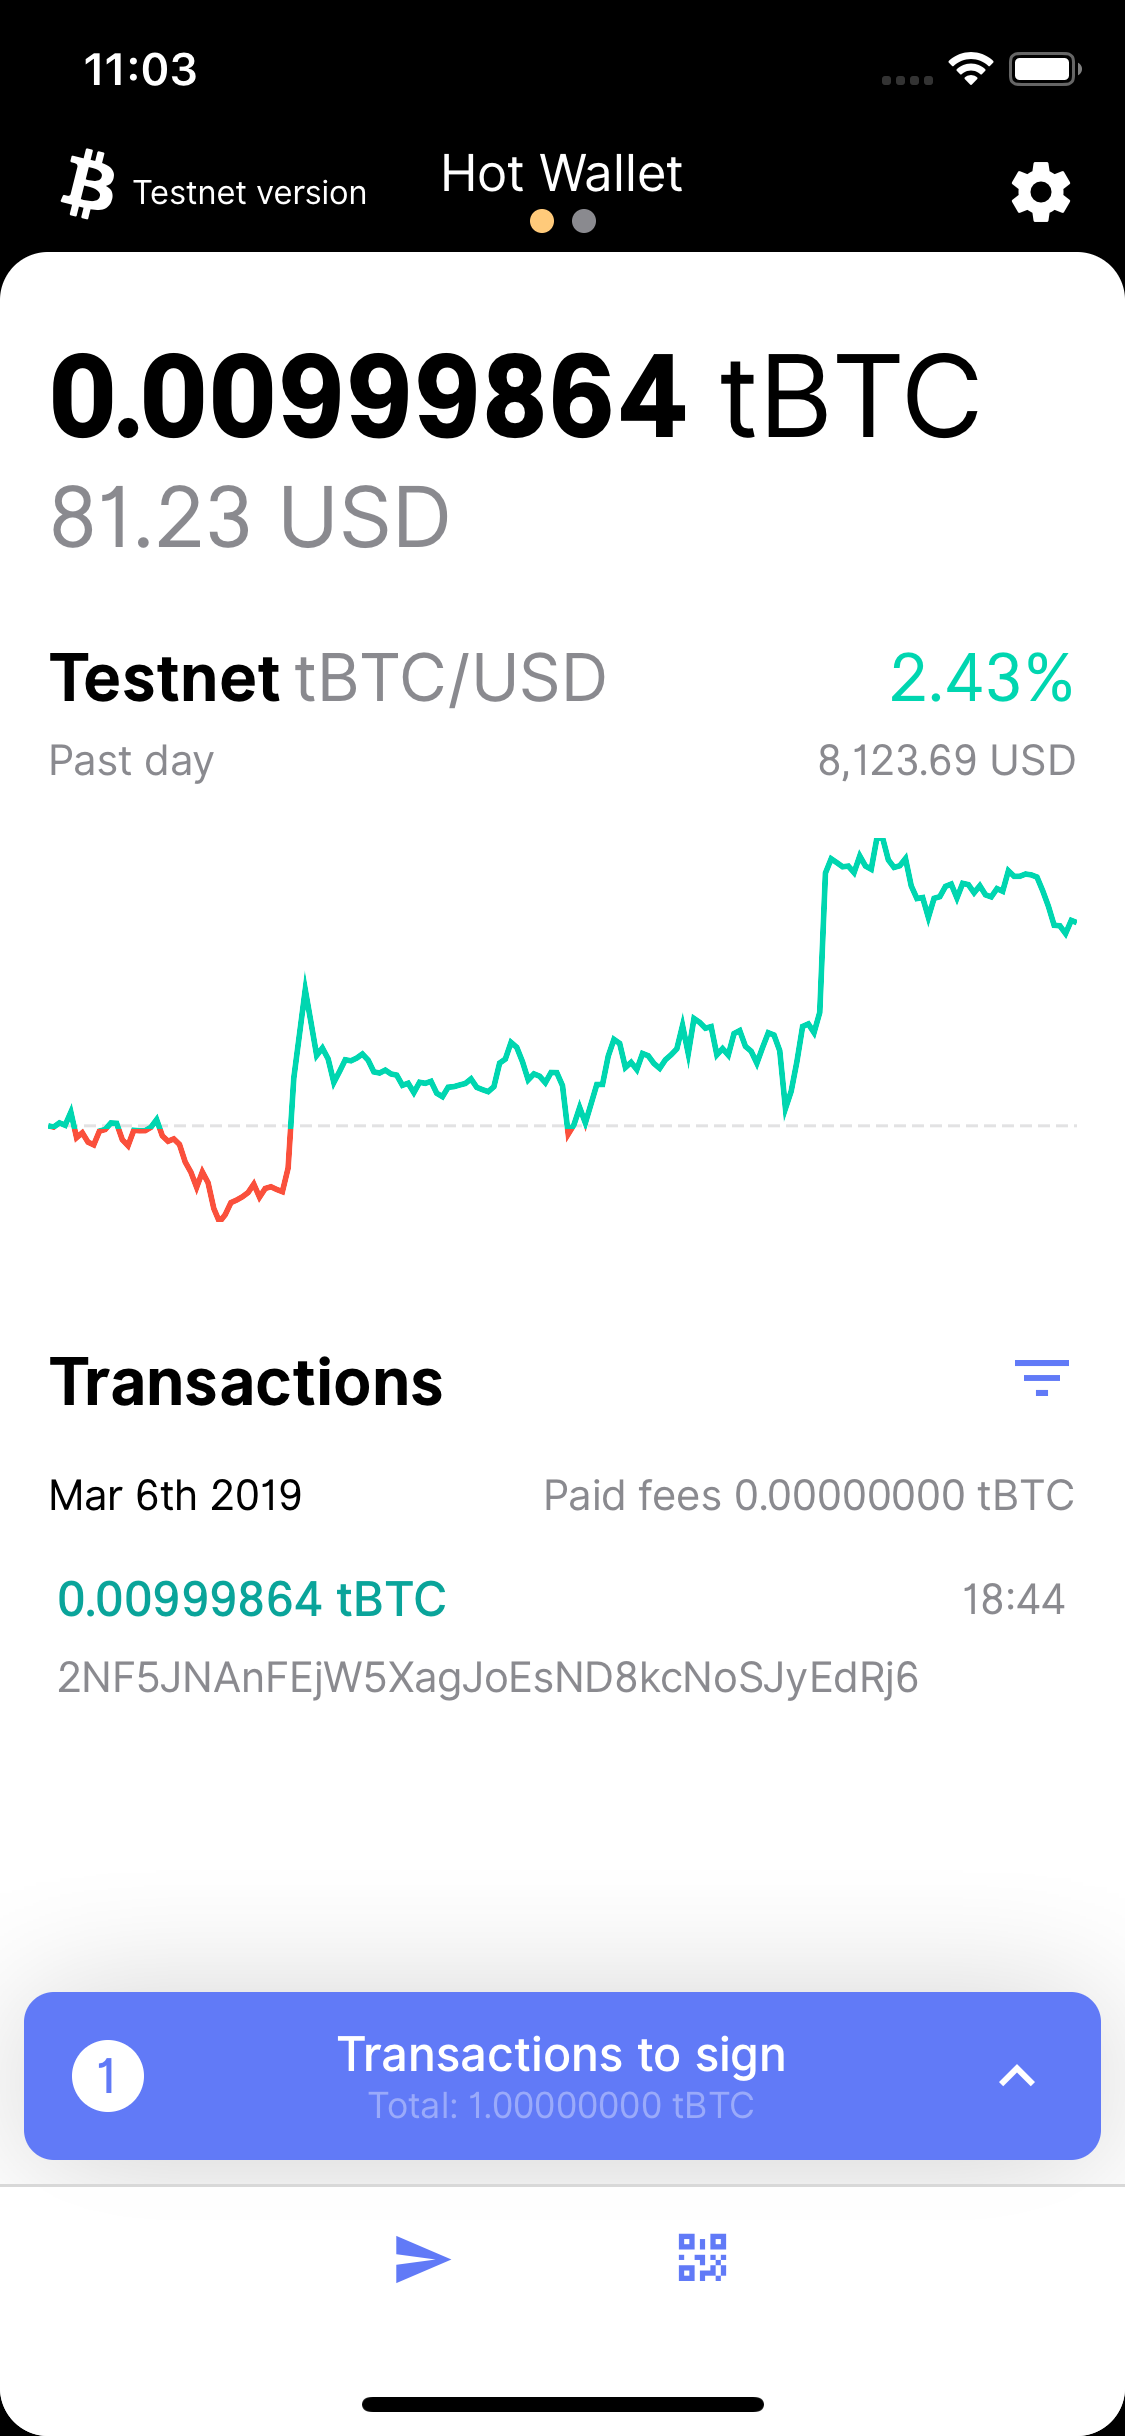 11:03
Testnet version
Hot Wallet
0.00999864 tBTC
81.23 USD
Testnet tBTC/USD
2.43%
Past day
8,123.69 USD
Transactions
Mar 6th 2019
Paid fees 0.00000000 tBTC
0.00999864 tBTC
18:44
2NF5JNAnFEjW5XagJoEsND8kcNoSJyEdRj6
1
Transactions to sign
Total: 1.00000000 tBTC